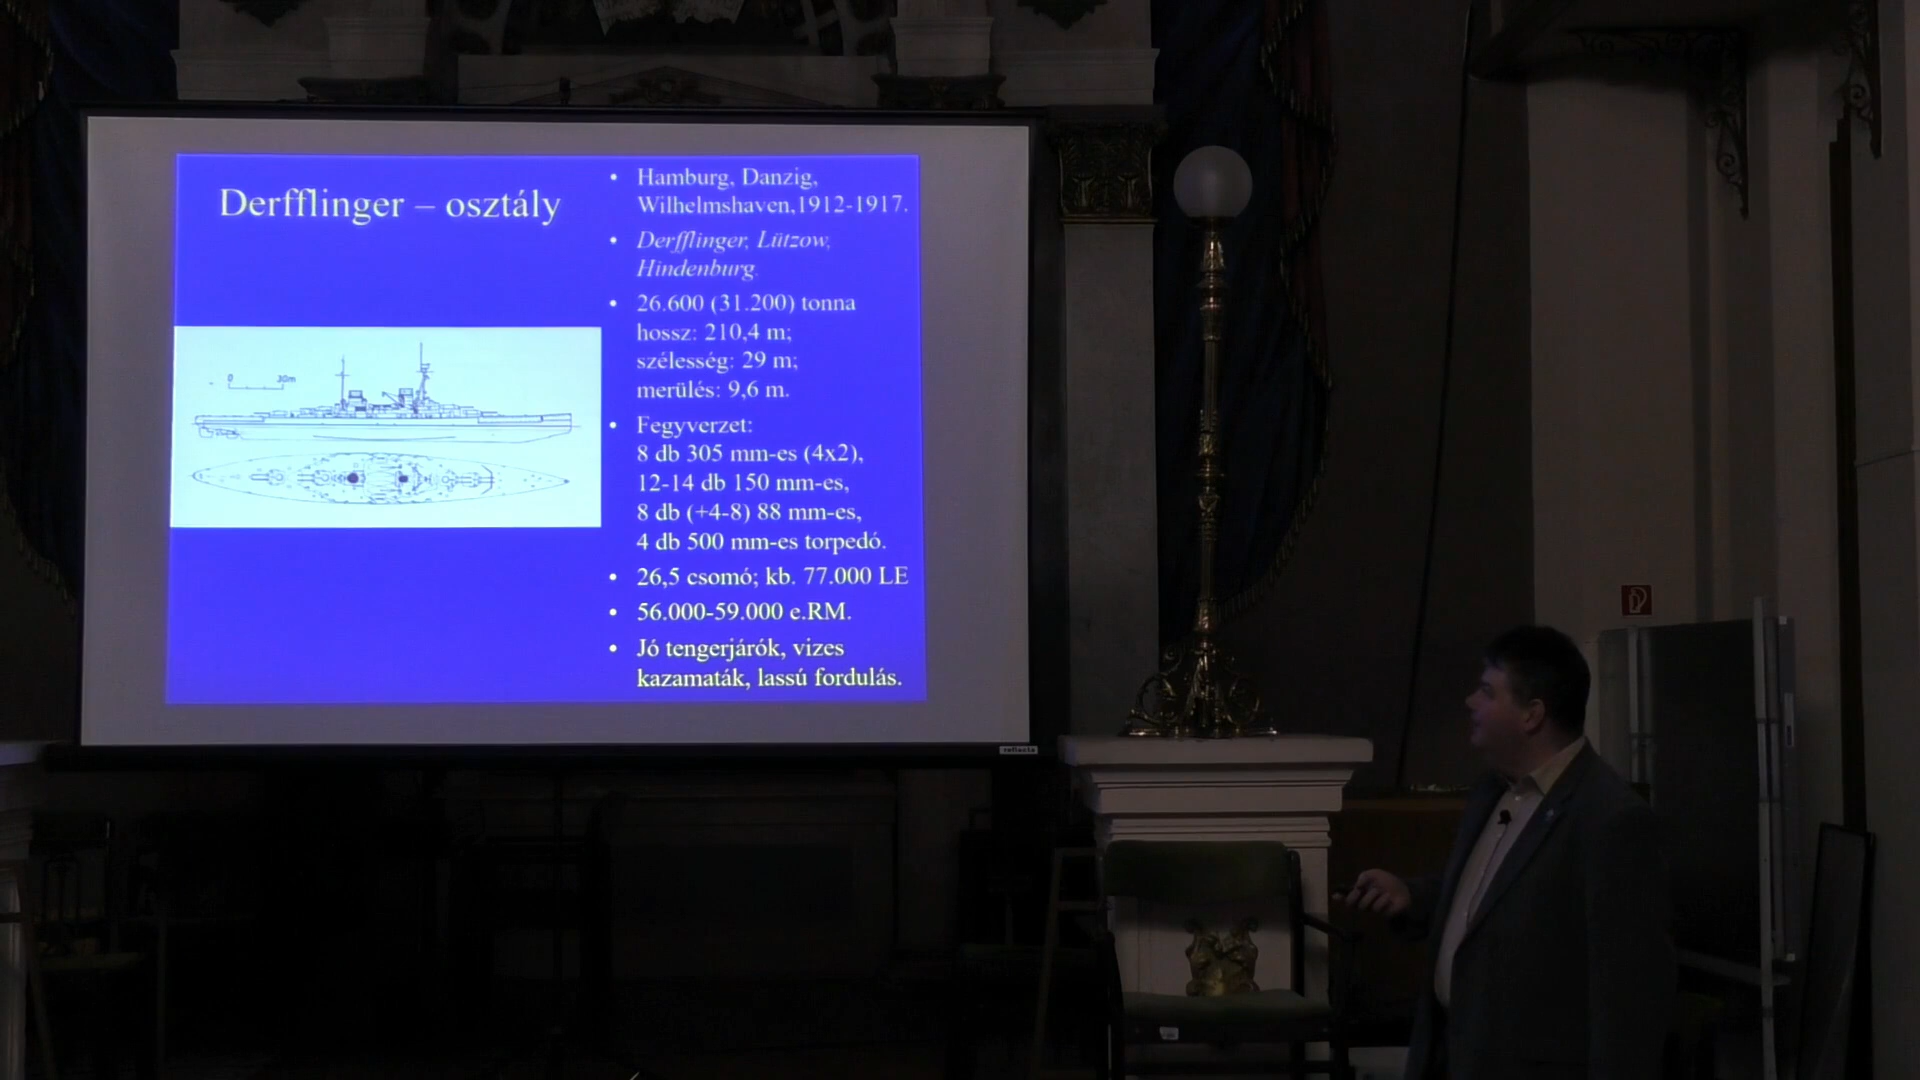 Derfflinger – osztály
• Hamburg, Danzig,
Wilhelmshaven,1912-1917.
• Derfflinger, Lützow,
Hindenburg.
• 26.600 (31.200) tonna
hossz: 210,4 m;
szélesség: 29 m;
merülés: 9,6 m.
• Fegyverzet:
8 db 305 mm-es (4x2),
12-14 db 150 mm-es,
8 db (+4-8) 88 mm-es,
4 db 500 mm-es torpedó.
• 26,5 csomó; kb. 77.000 LE
• 56.000-59.000 e.RM.
• Jó tengerjárók, vizes
kazamaták, lassú fordulás.
0 30m
reflecta